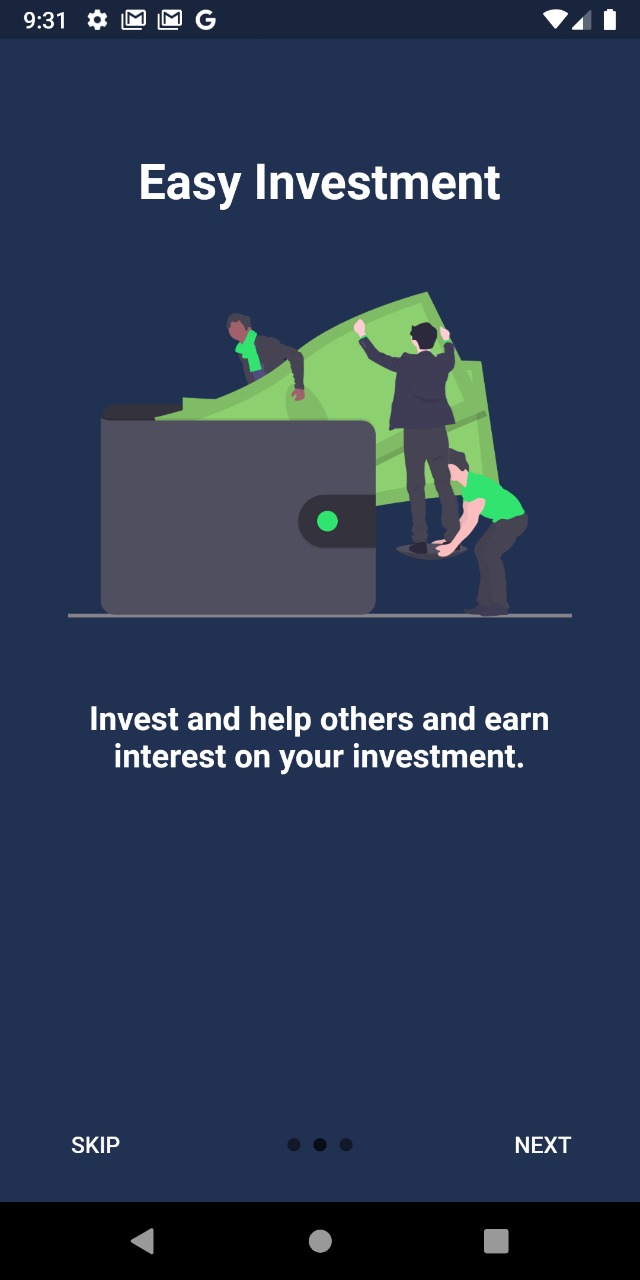 9:31
Easy Investment
Invest and help others and earn
interest on your investment.
SKIP
NEXT